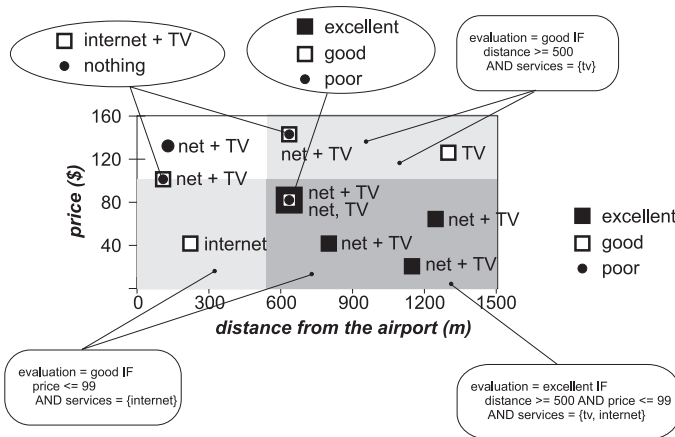 internet + TV
nothing
excellent
good
poor
evaluation = good IF
distance >= 500
AND services = {tv}
price ($)
160
120
80
40
net + TV
net + TV
TV
net + TV
net + TV
net, TV
net + TV
internet
net + TV
net + TV
excellent
good
poor
0
300
600
900
1200
1500
distance from the airport (m)
evaluation = good IF
price <= 99
AND services = {internet}
evaluation = excellent IF
distance >= 500 AND price <= 99
AND services = {tv, internet}